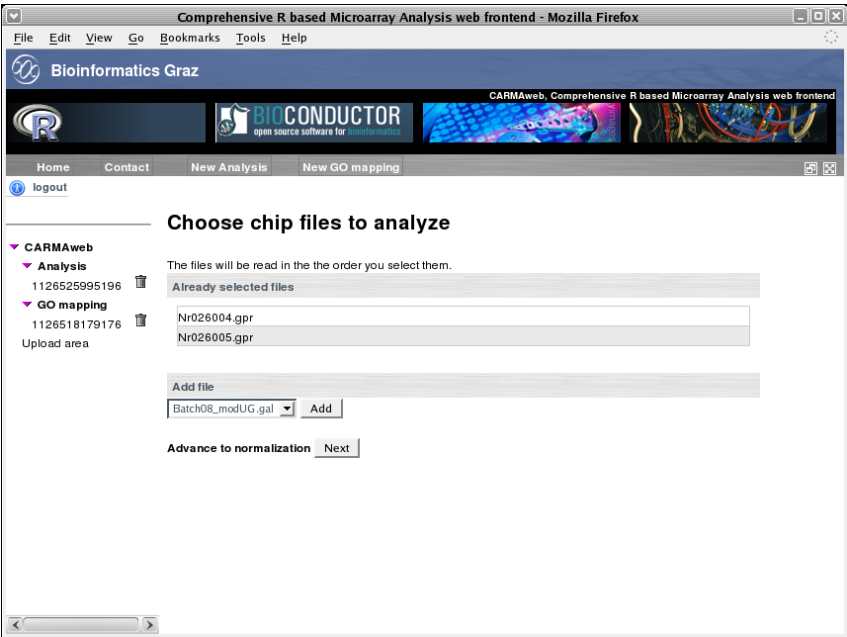 Comprehensive R based Microarray Analysis web frontend - Mozilla Firefox
File Edit View Go Bookmarks Tools Help
Bioinformatics Graz
CARMAweb, Comprehensive R based Microarray Analysis web frontend
R
BIOCONDUCTOR
open source software for bioinformatics
Home Contact New Analysis New GO mapping
logout
Choose chip files to analyze
CARMAweb
Analysis
1126525995196
GO mapping
1126518179176
Upload area
The files will be read in the the order you select them.
Already selected files
Nr026004.gpr
Nr026005.gpr
Add file
Batch08_modUG.gal Add
Advance to normalization Next